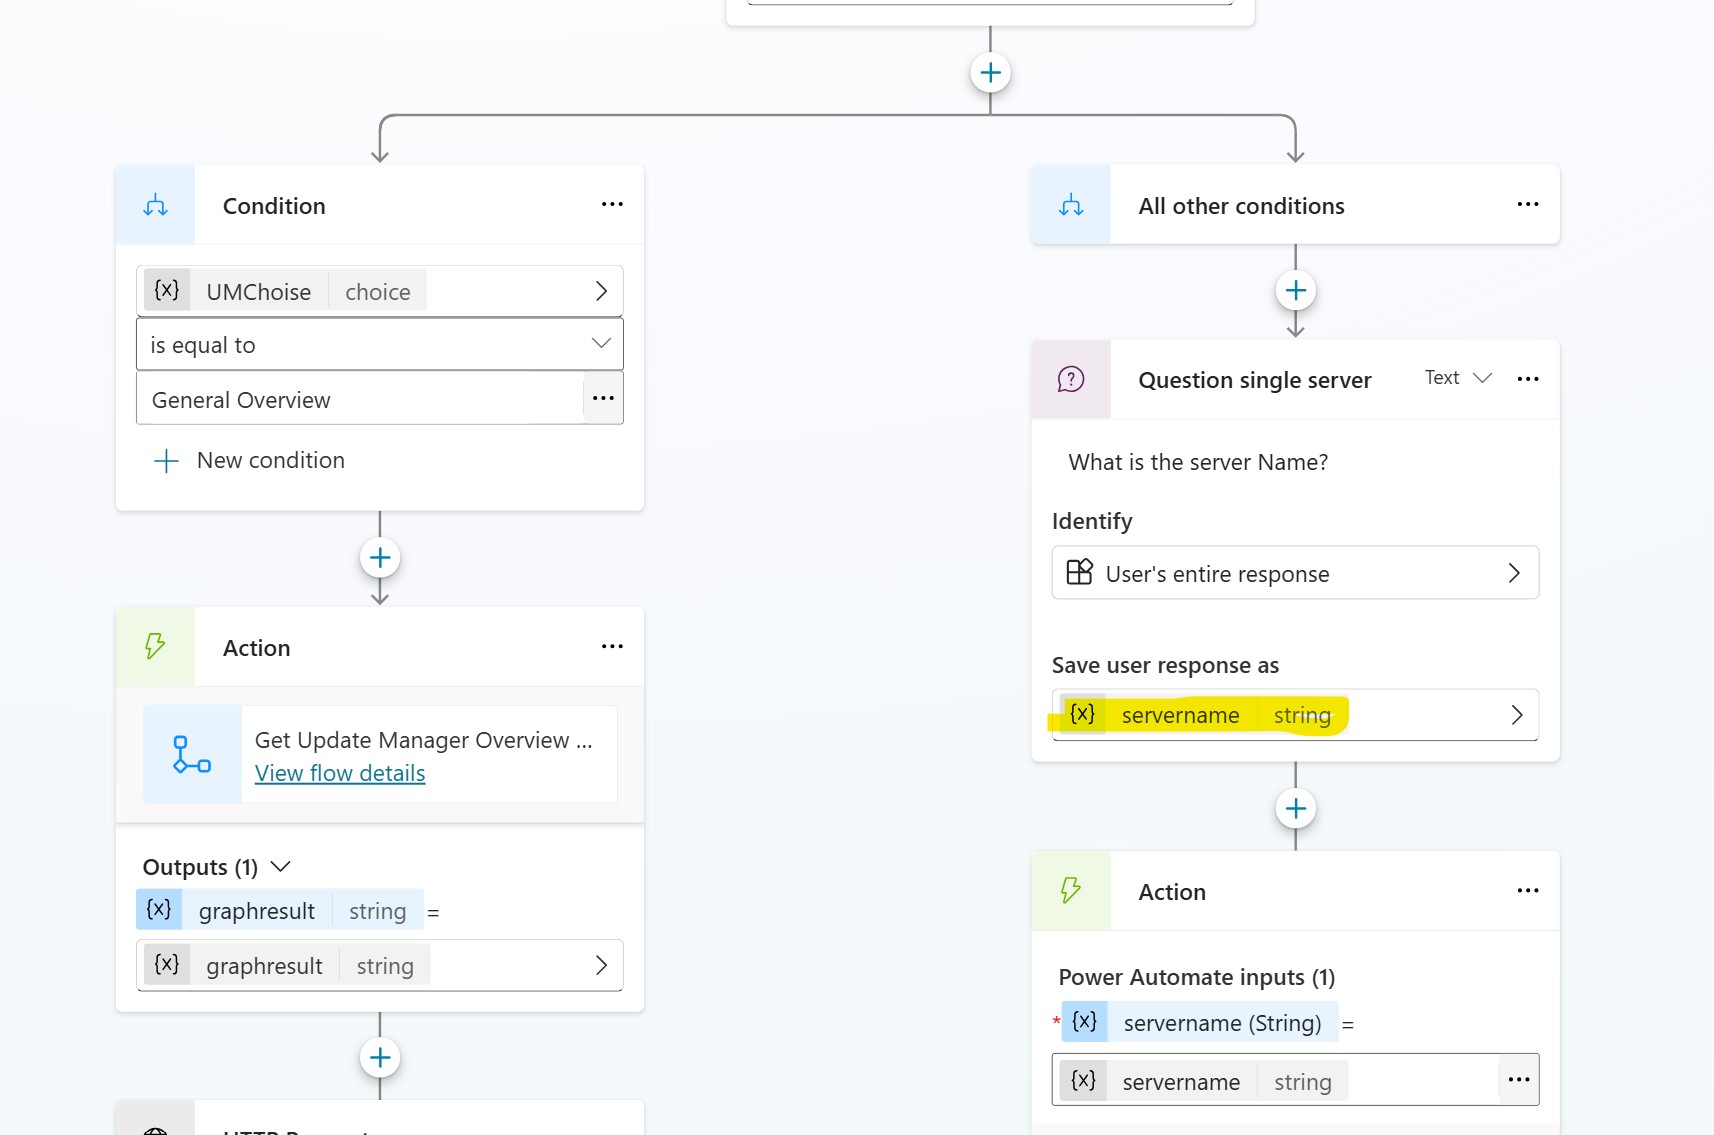 Condition
{x} UMChoise choice
is equal to
General Overview
New condition
Action
Get Update Manager Overview ...
View flow details
Outputs (1)
{x} graphresult string =
{x} graphresult string
All other conditions
Question single server Text
What is the server Name?
Identify
User's entire response
Save user response as
{x} servername string
Action
Power Automate inputs (1)
* {x} servername (String) =
{x} servername string